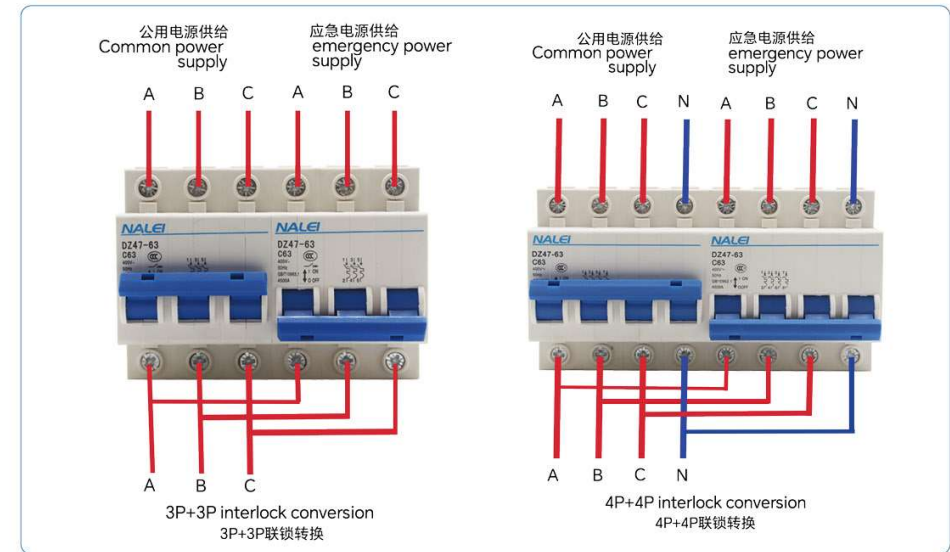 公用电源供给
Common power
supply
应急电源供给
emergency power
supply
A B C A B C
NALEI
DZ47-63
C63
NALEI
DZ47-63
C63
A B C
3P+3P interlock conversion
3P+3P联锁转换
公用电源供给
Common power
supply
应急电源供给
emergency power
supply
A B C N A B C N
NALEI
DZ47-63
C63
NALEI
DZ47-63
C63
A B C N
4P+4P interlock conversion
4P+4P联锁转换